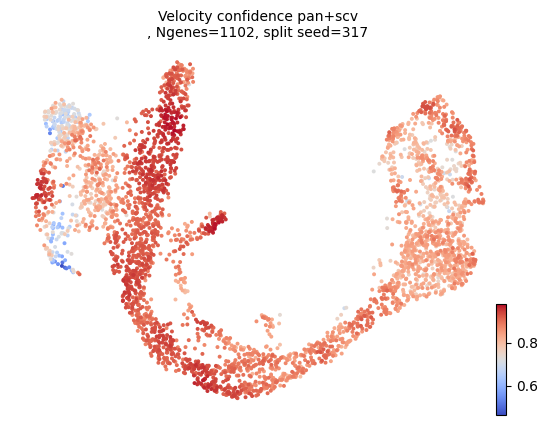 Velocity confidence pan+scv
, Ngenes=1102, split seed=317
0.8
0.6